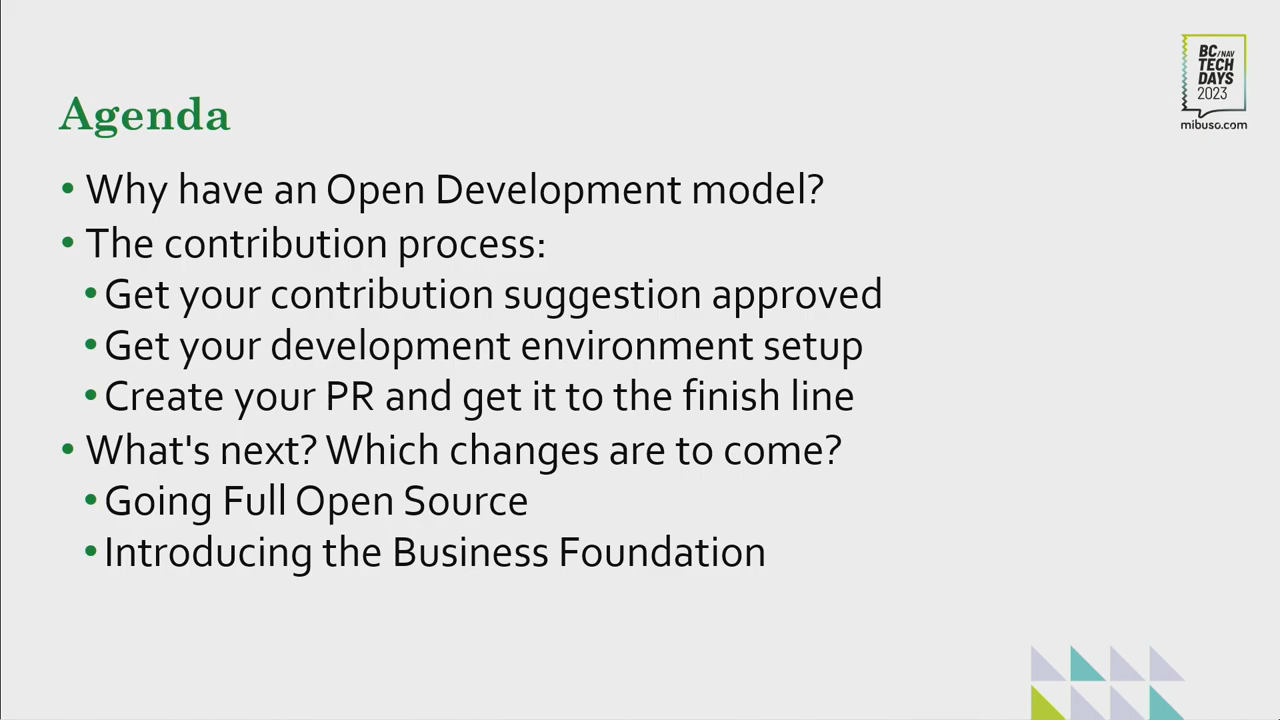 BC/NAV
TECH
DAYS
2023
mibuso.com
Agenda
• Why have an Open Development model?
• The contribution process:
• Get your contribution suggestion approved
• Get your development environment setup
• Create your PR and get it to the finish line
• What's next? Which changes are to come?
• Going Full Open Source
• Introducing the Business Foundation